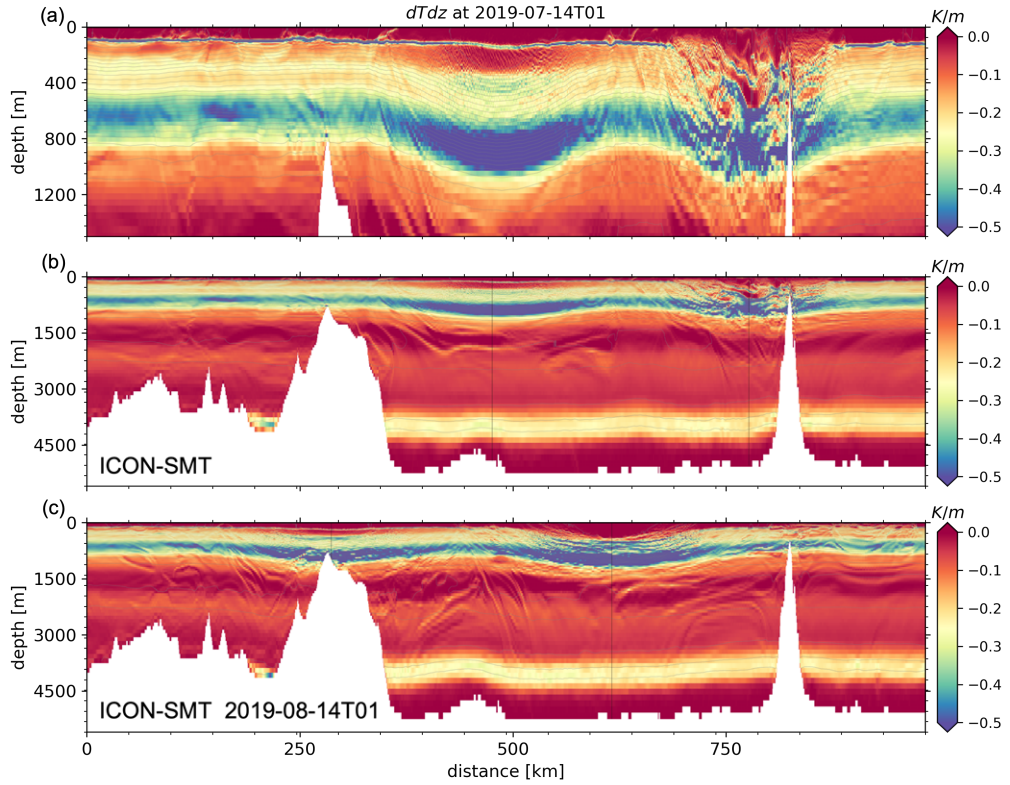 (a)
dTdz at 2019-07-14T01
K/m
0
400
800
1200
depth [m]
0.0
−0.1
−0.2
−0.3
−0.4
−0.5
(b)
K/m
0
1500
3000
4500
depth [m]
ICON-SMT
0.0
−0.1
−0.2
−0.3
−0.4
−0.5
(c)
K/m
0
1500
3000
4500
depth [m]
ICON-SMT 2019-08-14T01
0.0
−0.1
−0.2
−0.3
−0.4
−0.5
0 250 500 750
distance [km]